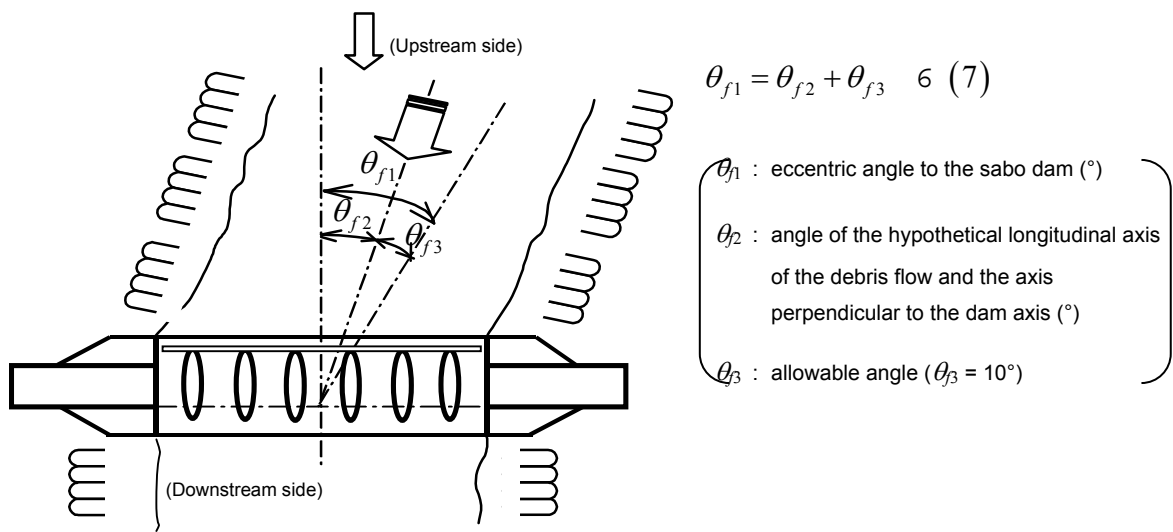 (Upstream side)
θf1
θf2
θf3
(Downstream side)
θf1 = θf2 + θf3 6 (7)
θf1 : eccentric angle to the sabo dam (°)
θf2 : angle of the hypothetical longitudinal axis
of the debris flow and the axis
perpendicular to the dam axis (°)
θf3 : allowable angle (θf3 = 10°)